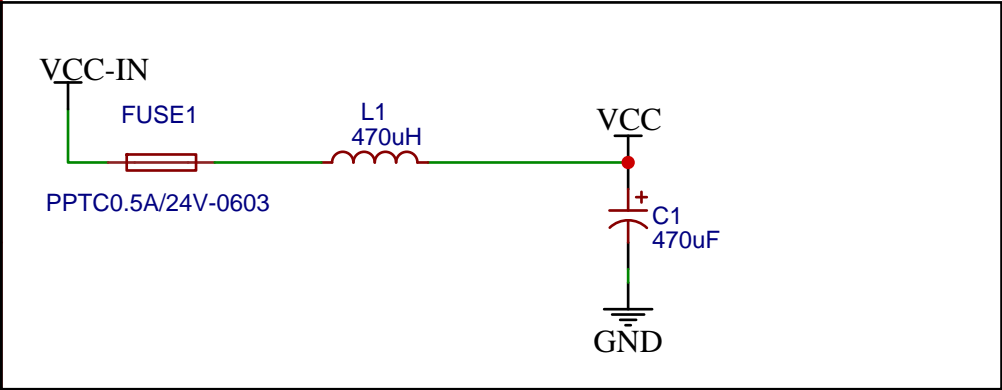 VCC-IN
FUSE1
PPTC0.5A/24V-0603
L1
470uH
VCC
+
C1
470uF
GND